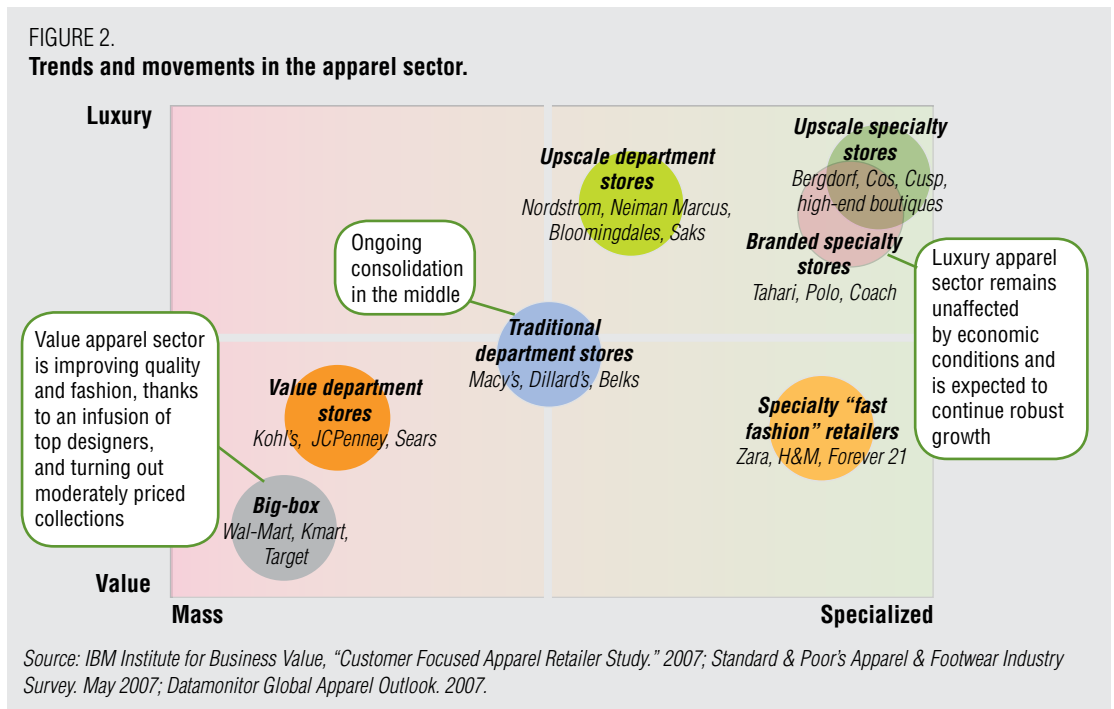 FIGURE 2.
Trends and movements in the apparel sector.
Luxury
Upscale specialty
stores
Bergdorf, Cos, Cusp,
high-end boutiques
Upscale department
stores
Nordstrom, Neiman Marcus,
Bloomingdales, Saks
Branded specialty
stores
Tahari, Polo, Coach
Ongoing
consolidation
in the middle
Luxury apparel
sector remains
unaffected
by economic
conditions and
is expected to
continue robust
growth
Traditional
department stores
Macy's, Dillard's, Belks
Value apparel sector
is improving quality
and fashion, thanks
to an infusion of
top designers,
and turning out
moderately priced
collections
Value department
stores
Kohl's, JCPenney, Sears
Specialty “fast
fashion” retailers
Zara, H&M, Forever 21
Big-box
Wal-Mart, Kmart,
Target
Value
Mass
Specialized
Source: IBM Institute for Business Value, “Customer Focused Apparel Retailer Study.” 2007; Standard & Poor's Apparel & Footwear Industry
Survey. May 2007; Datamonitor Global Apparel Outlook. 2007.